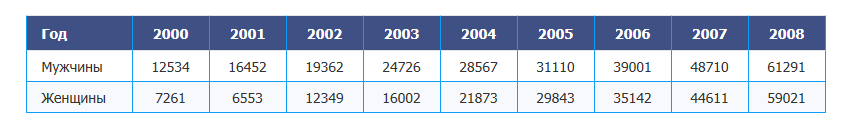 Год 2000 2001 2002 2003 2004 2005 2006 2007 2008
Мужчины 12534 16452 19362 24726 28567 31110 39001 48710 61291
Женщины 7261 6553 12349 16002 21873 29843 35142 44611 59021